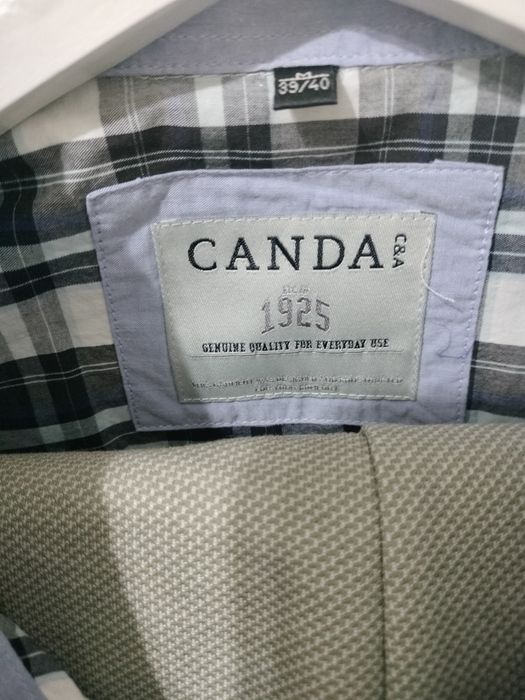 M
39/40
CANDA
C&A
1925
GENUINE QUALITY FOR EVERYDAY USE